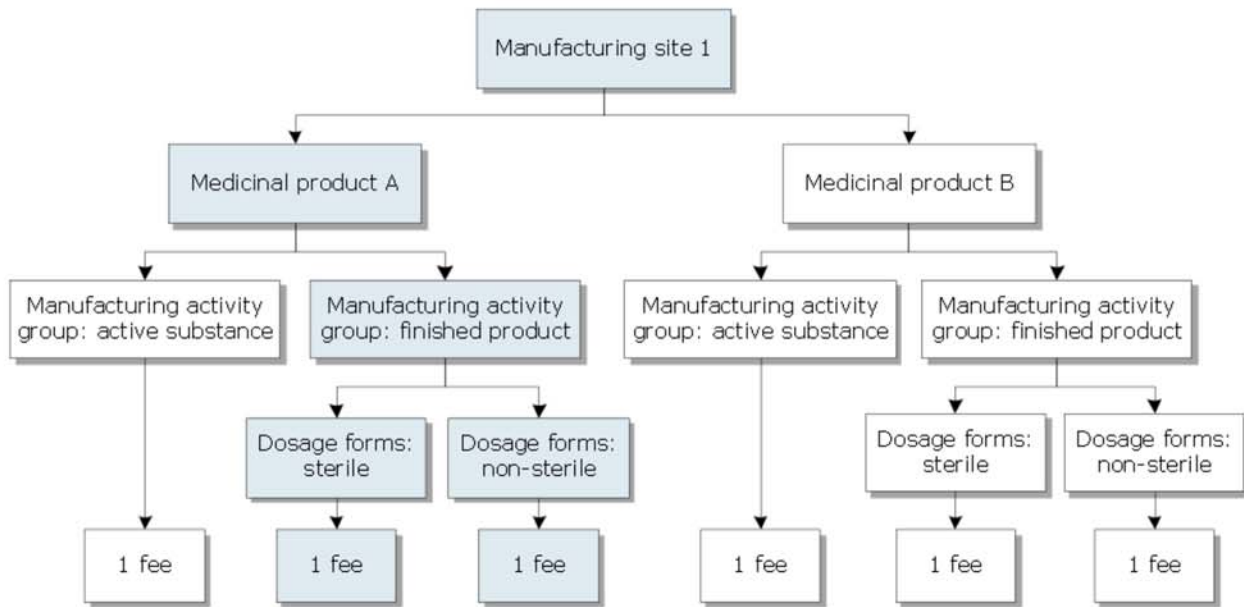 Manufacturing site 1
Medicinal product A
Medicinal product B
Manufacturing activity
group: active substance
Manufacturing activity
group: finished product
Manufacturing activity
group: active substance
Manufacturing activity
group: finished product
Dosage forms:
sterile
Dosage forms:
non-sterile
Dosage forms:
sterile
Dosage forms:
non-sterile
1 fee
1 fee
1 fee
1 fee
1 fee
1 fee